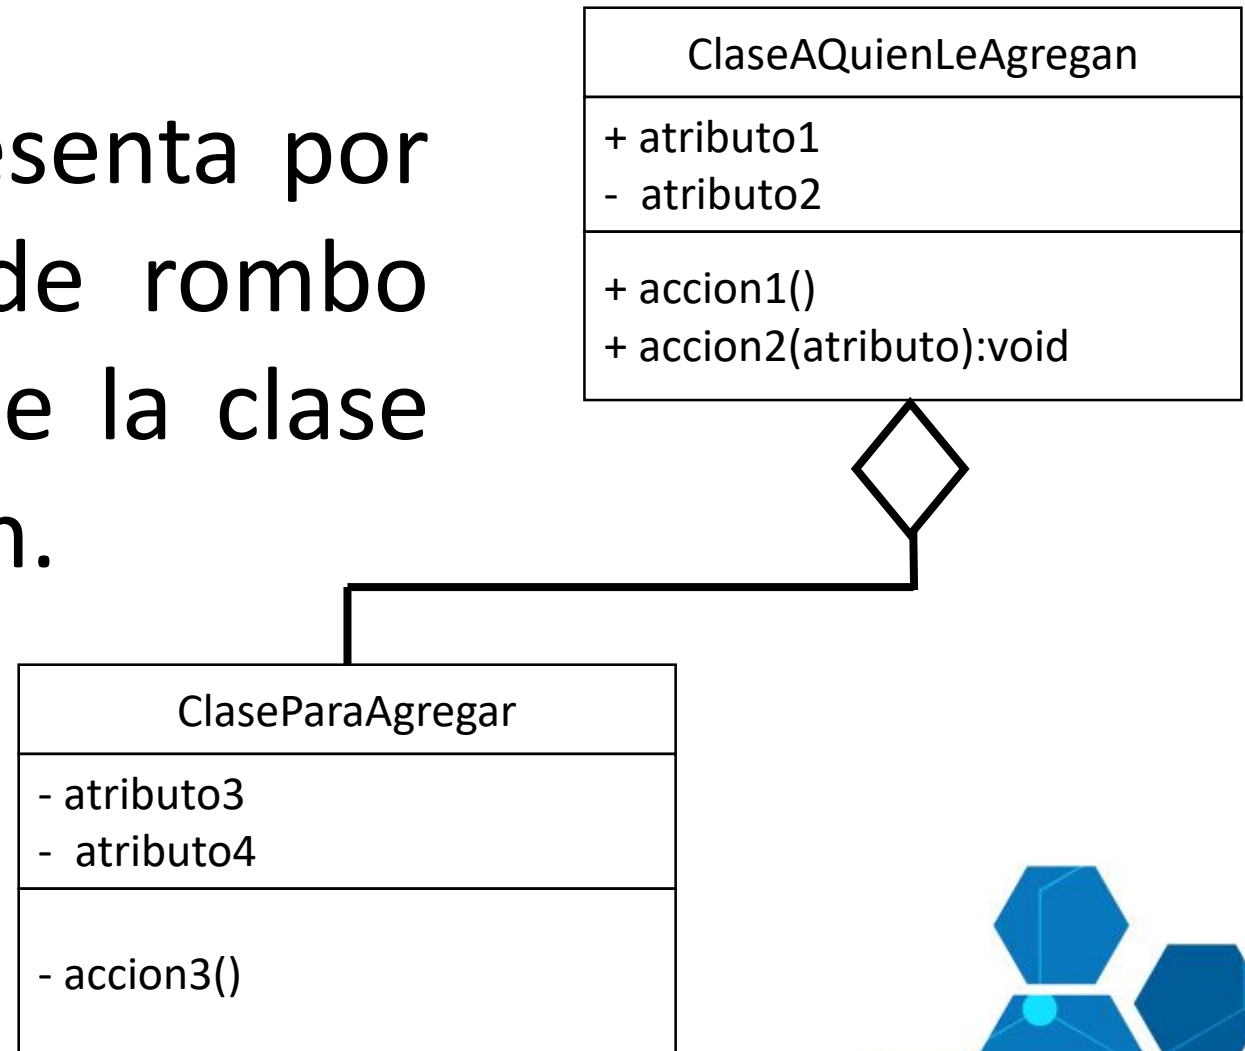 esenta por
de rombo
e la clase
n.
ClaseAQuienLeAgregan
+ atributo1
- atributo2
+ accion1()
+ accion2(atributo):void
ClaseParaAgregar
- atributo3
- atributo4
- accion3()